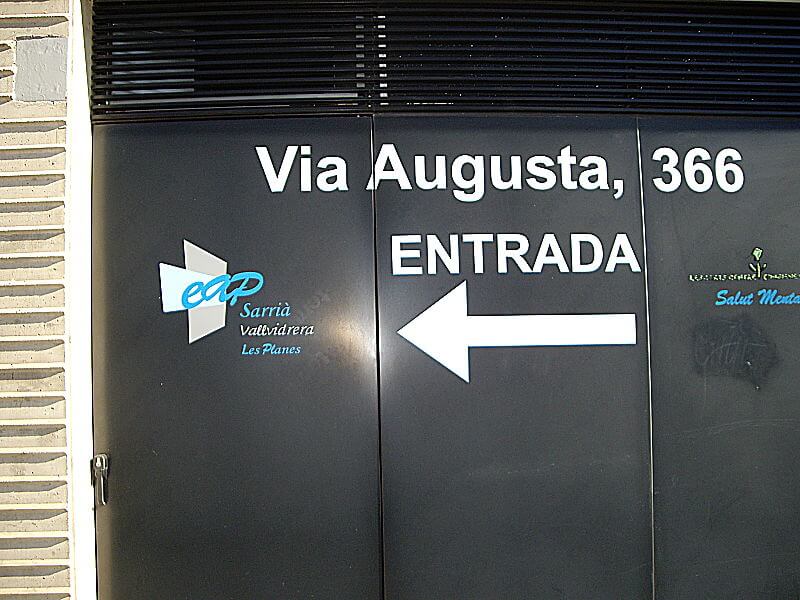 Via Augusta, 366
ENTRADA
eap
Sarrià
Vallvidrera
Les Planes
Salut Menta